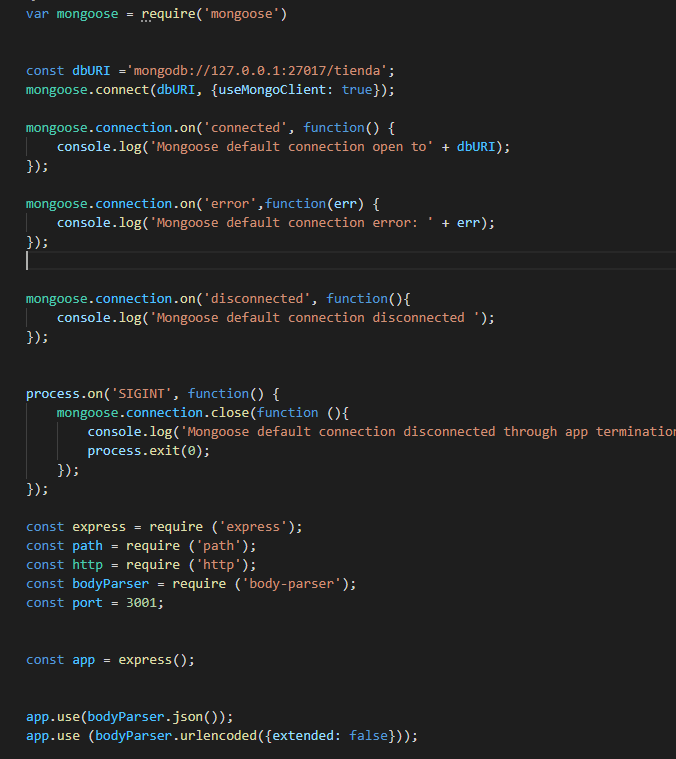 var mongoose = require('mongoose')
const dbURI ='mongodb://127.0.0.1:27017/tienda';
mongoose.connect(dbURI, {useMongoClient: true});
mongoose.connection.on('connected', function() {
console.log('Mongoose default connection open to' + dbURI);
});
mongoose.connection.on('error',function(err) {
console.log('Mongoose default connection error: ' + err);
});
mongoose.connection.on('disconnected', function(){
console.log('Mongoose default connection disconnected ');
});
process.on('SIGINT', function() {
mongoose.connection.close(function (){
console.log('Mongoose default connection disconnected through app termination
process.exit(0);
});
});
const express = require ('express');
const path = require ('path');
const http = require ('http');
const bodyParser = require ('body-parser');
const port = 3001;
const app = express();
app.use(bodyParser.json());
app.use (bodyParser.urlencoded({extended: false}));